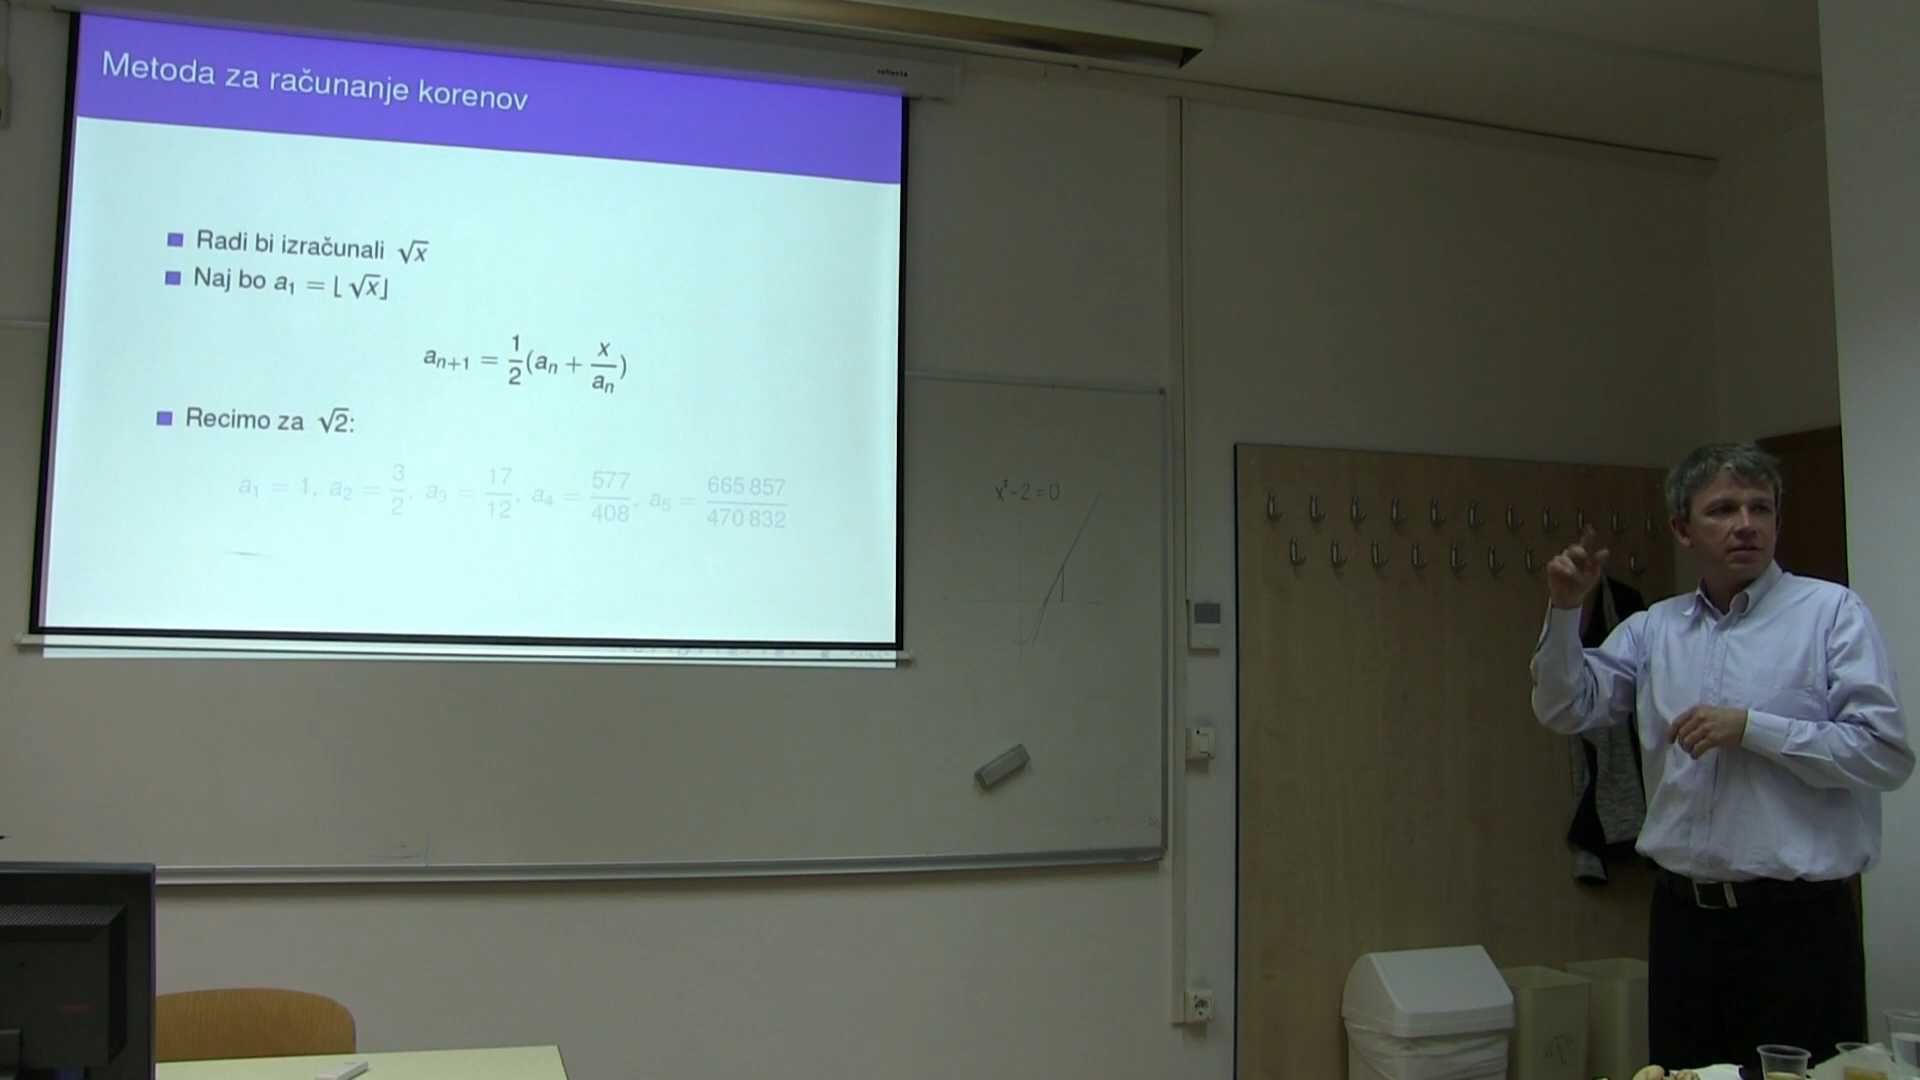 reflecta
Metoda za računanje korenov
Radi bi izračunali √x
Naj bo a₁ = ⌊√x⌋
aₙ₊₁ = 1/2(aₙ + x/aₙ)
Recimo za √2:
a₁ = 1, a₂ = 3/2, a₃ = 17/12, a₄ = 577/408, a₅ = 665 857/470 832
x² - 2 = 0